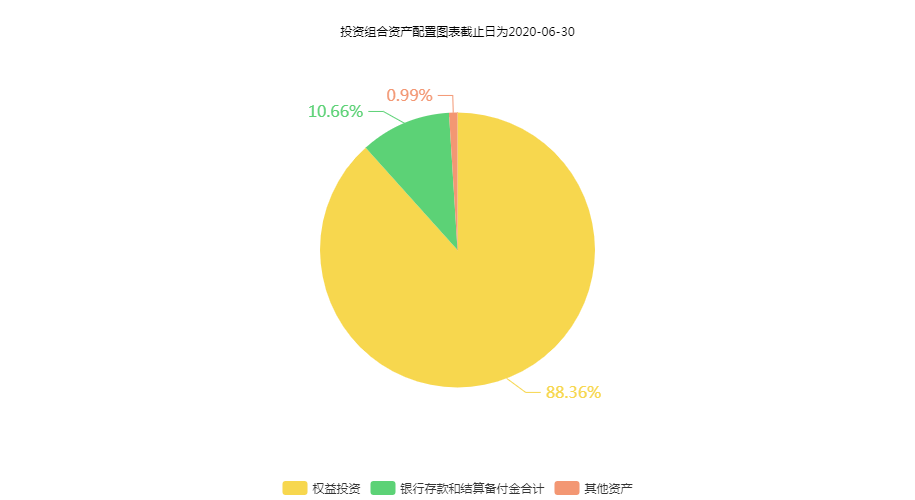 投资组合资产配置图表截止日为2020-06-30
0.99%
10.66%
88.36%
权益投资 银行存款和结算备付金合计 其他资产